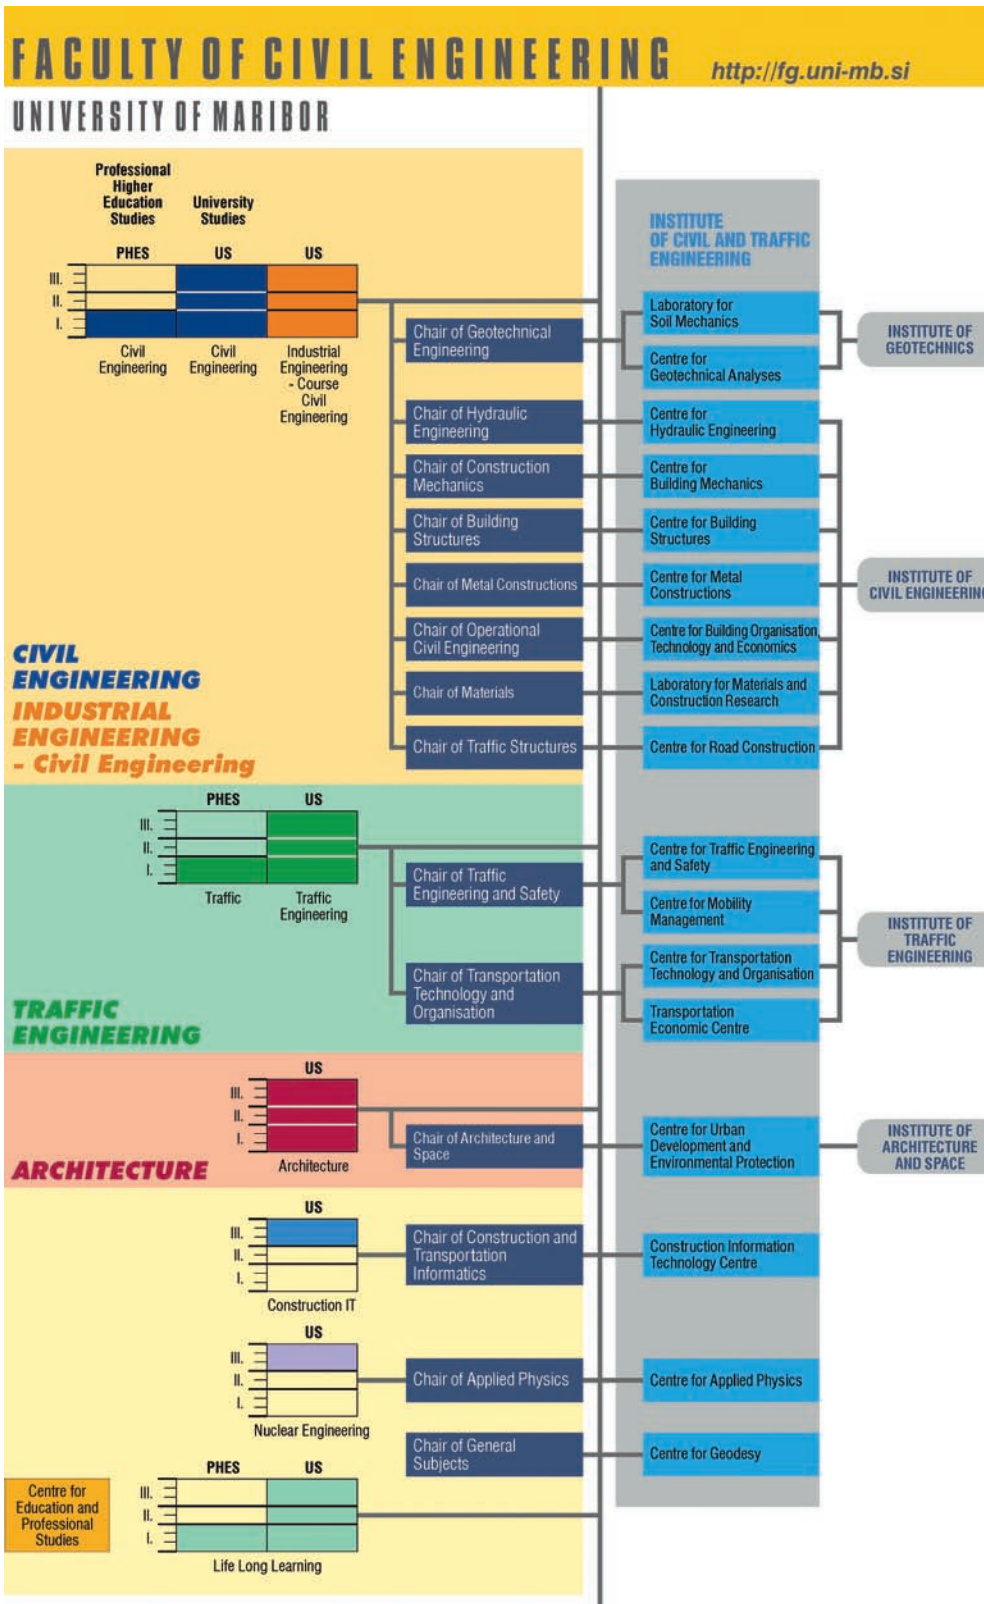 FACULTY OF CIVIL ENGINEERING
http://fg.uni-mb.si
UNIVERSITY OF MARIBOR
Professional
Higher
Education
Studies
University
Studies
PHES
US
US
III.
II.
I.
Civil
Engineering
Civil
Engineering
Industrial
Engineering
- Course
Civil
Engineering
CIVIL
ENGINEERING
INDUSTRIAL
ENGINEERING
- Civil Engineering
Chair of Geotechnical
Engineering
Chair of Hydraulic
Engineering
Chair of Construction
Mechanics
Chair of Building
Structures
Chair of Metal Constructions
Chair of Operational
Civil Engineering
Chair of Materials
Chair of Traffic Structures
INSTITUTE
OF CIVIL AND TRAFFIC
ENGINEERING
Laboratory for
Soil Mechanics
Centre for
Geotechnical Analyses
Centre for
Hydraulic Engineering
Centre for
Building Mechanics
Centre for Building
Structures
Centre for Metal
Constructions
Centre for Building Organisation,
Technology and Economics
Laboratory for Materials and
Construction Research
Centre for Road Construction
INSTITUTE OF
GEOTECHNICS
INSTITUTE OF
CIVIL ENGINEERING
PHES
US
III.
II.
I.
Traffic
Traffic
Engineering
TRAFFIC
ENGINEERING
Chair of Traffic
Engineering and Safety
Chair of Transportation
Technology and
Organisation
Centre for Traffic Engineering
and Safety
Centre for Mobility
Management
Centre for Transportation
Technology and Organisation
Transportation
Economic Centre
INSTITUTE OF
TRAFFIC
ENGINEERING
US
III.
II.
I.
Architecture
ARCHITECTURE
Chair of Architecture and
Space
Centre for Urban
Development and
Environmental Protection
INSTITUTE OF
ARCHITECTURE
AND SPACE
US
III.
II.
I.
Construction IT
Chair of Construction and
Transportation
Informatics
Construction Information
Technology Centre
US
III.
II.
I.
Nuclear Engineering
Chair of Applied Physics
Centre for Applied Physics
Chair of General
Subjects
Centre for Geodesy
Centre for
Education and
Professional
Studies
PHES
US
III.
II.
I.
Life Long Learning